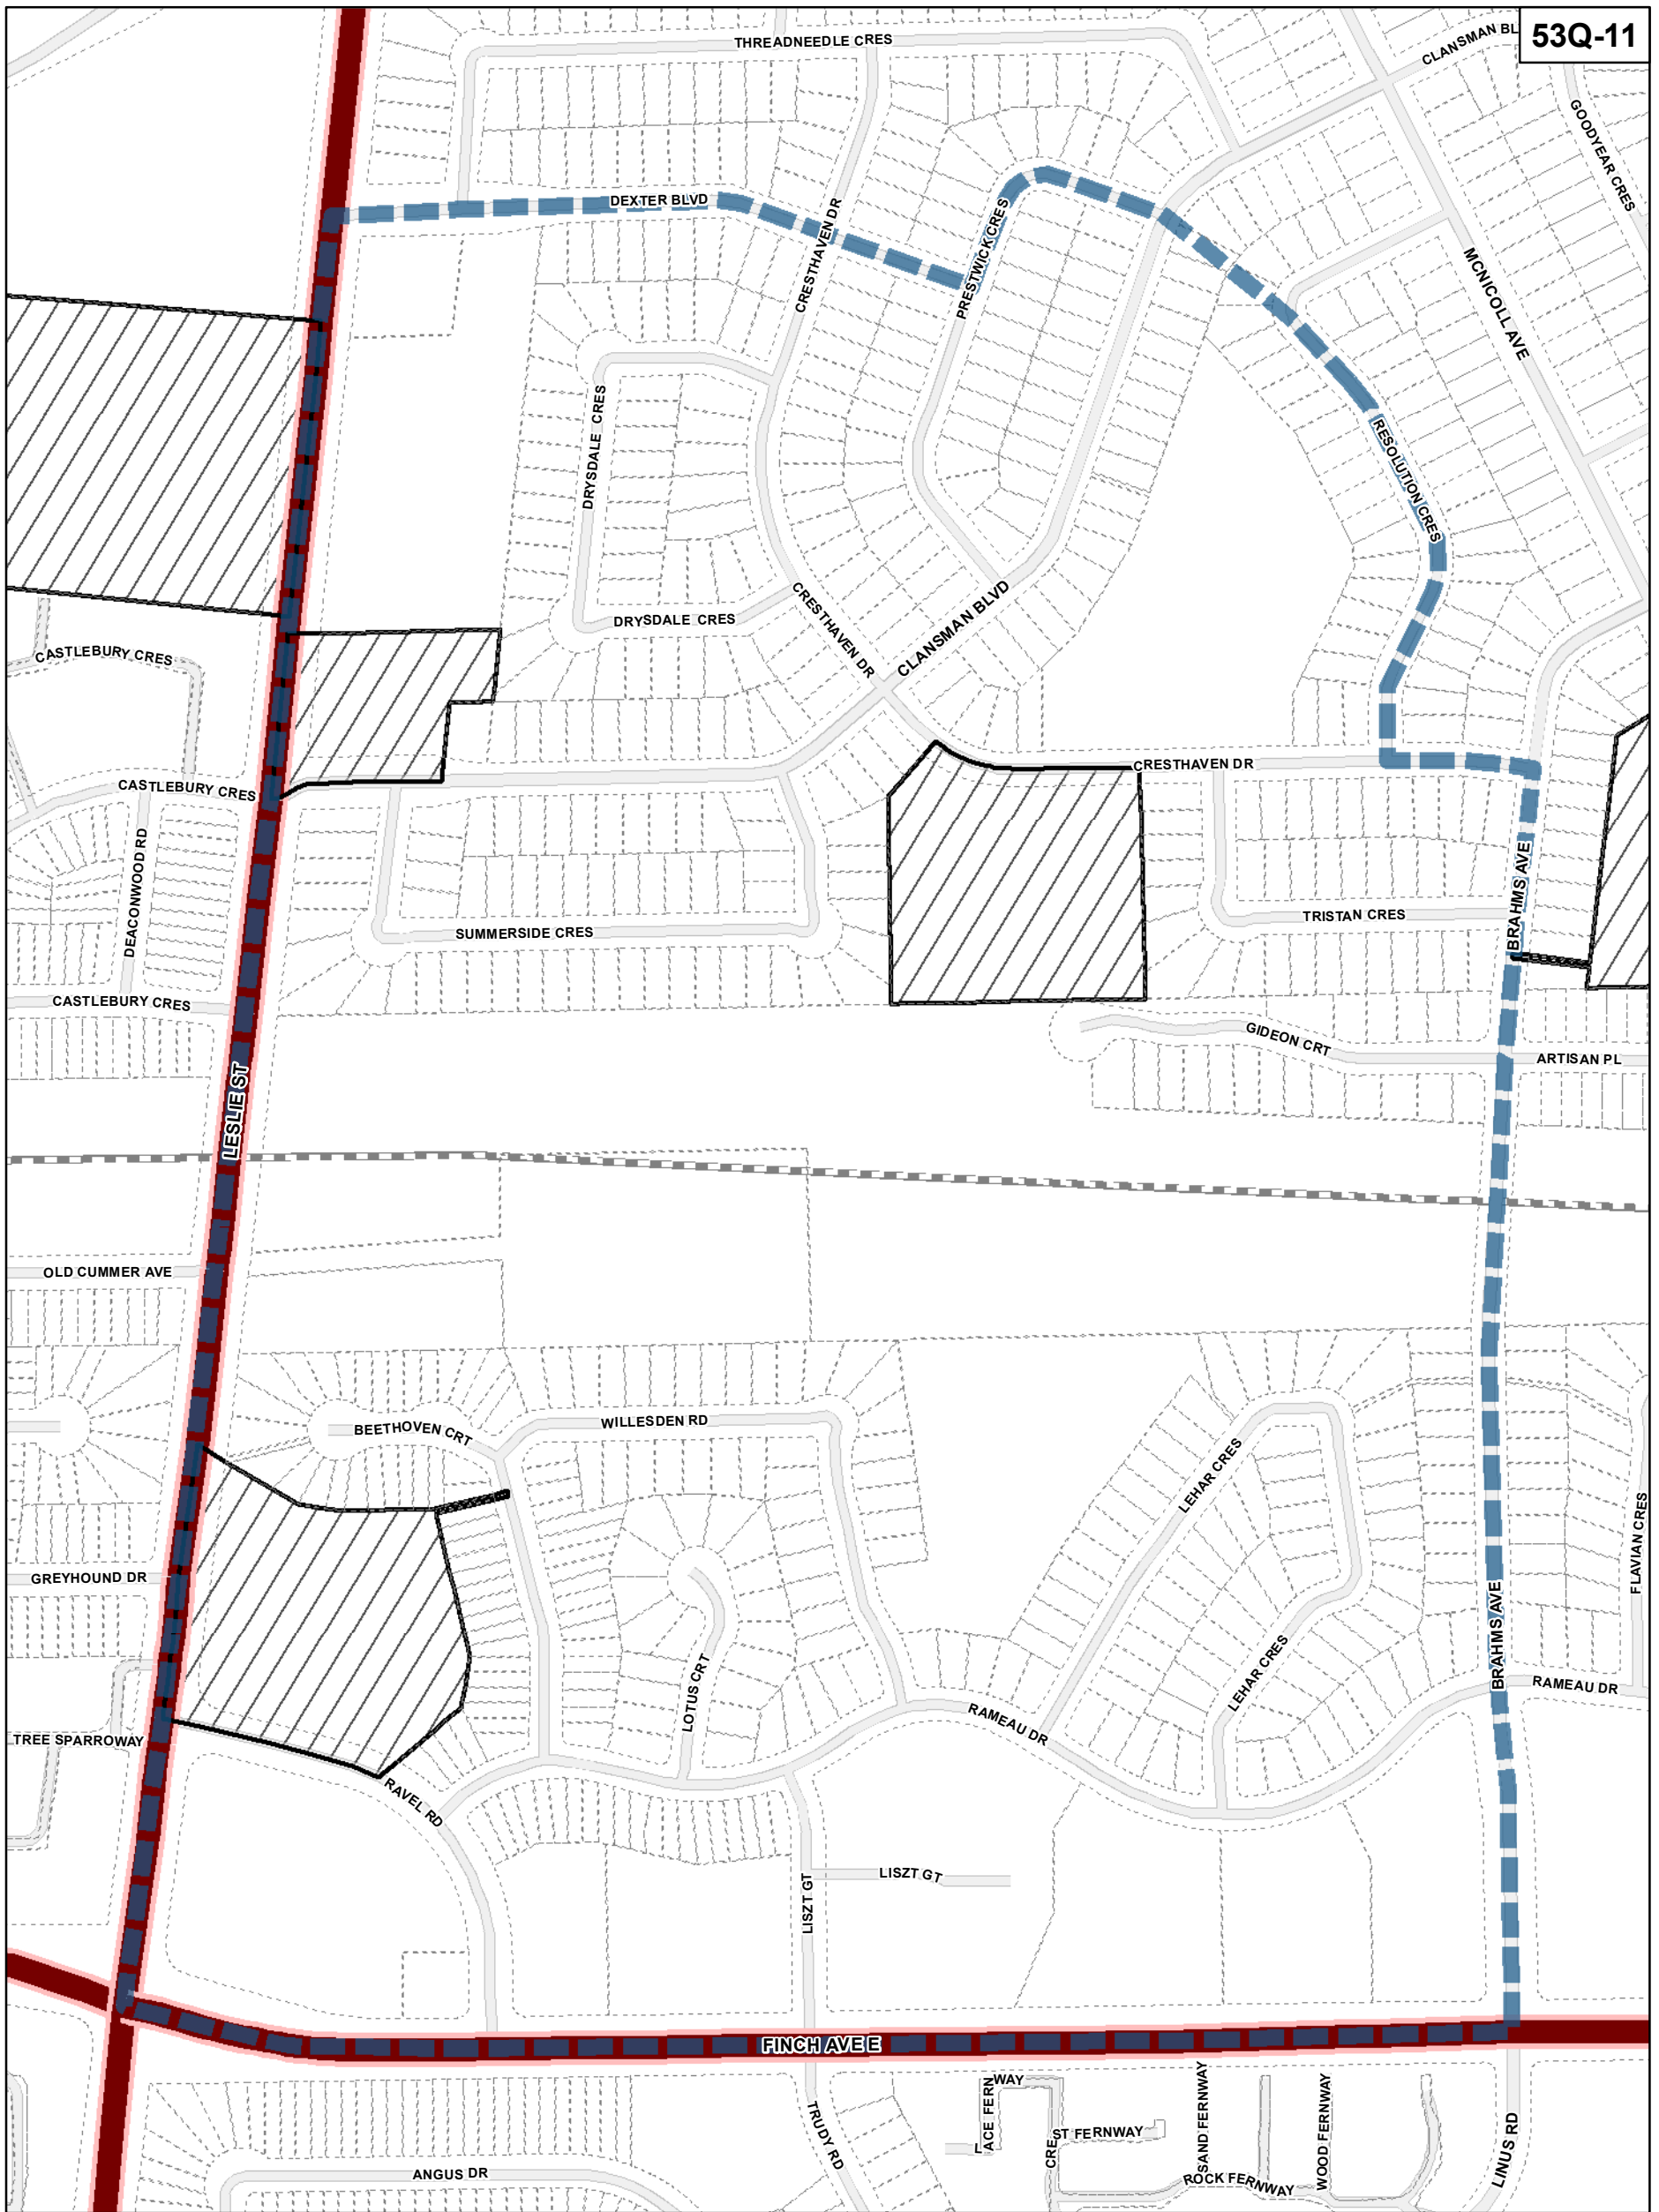 53Q-11
CLANSMAN BL
THREADNEEDLE CRES
GOODYEAR CRES
DEXTER BLVD
CRESTHAVEN DR
PRESTWICK CRES
MCNICOLL AVE
DRYSDALE CRES
RESOLUTION CRES
DRYSDALE CRES
CRESTHAVEN DR
CLANSMAN BLVD
CASTLEBURY CRES
CASTLEBURY CRES
CRESTHAVEN DR
DEACONWOOD RD
BRAHMS AVE
SUMMERSIDE CRES
TRISTAN CRES
CASTLEBURY CRES
GIDEON CRT
ARTISAN PL
LESLIE ST
OLD CUMMER AVE
BEETHOVEN CRT
WILLESDEN RD
LEHAR CRES
FLAVIAN CRES
GREYHOUND DR
BRAHMS AVE
LEHAR CRES
LOTUS CRT
RAMEAU DR
RAMEAU DR
TREE SPARROWAY
RAVEL RD
LISZT GT
LISZT GT
FINCH AVE E
LACE FERNWAY
TRUDY RD
CREST FERNWAY
SAND FERNWAY
WOOD FERNWAY
LINUS RD
ANGUS DR
ROCK FERNWAY